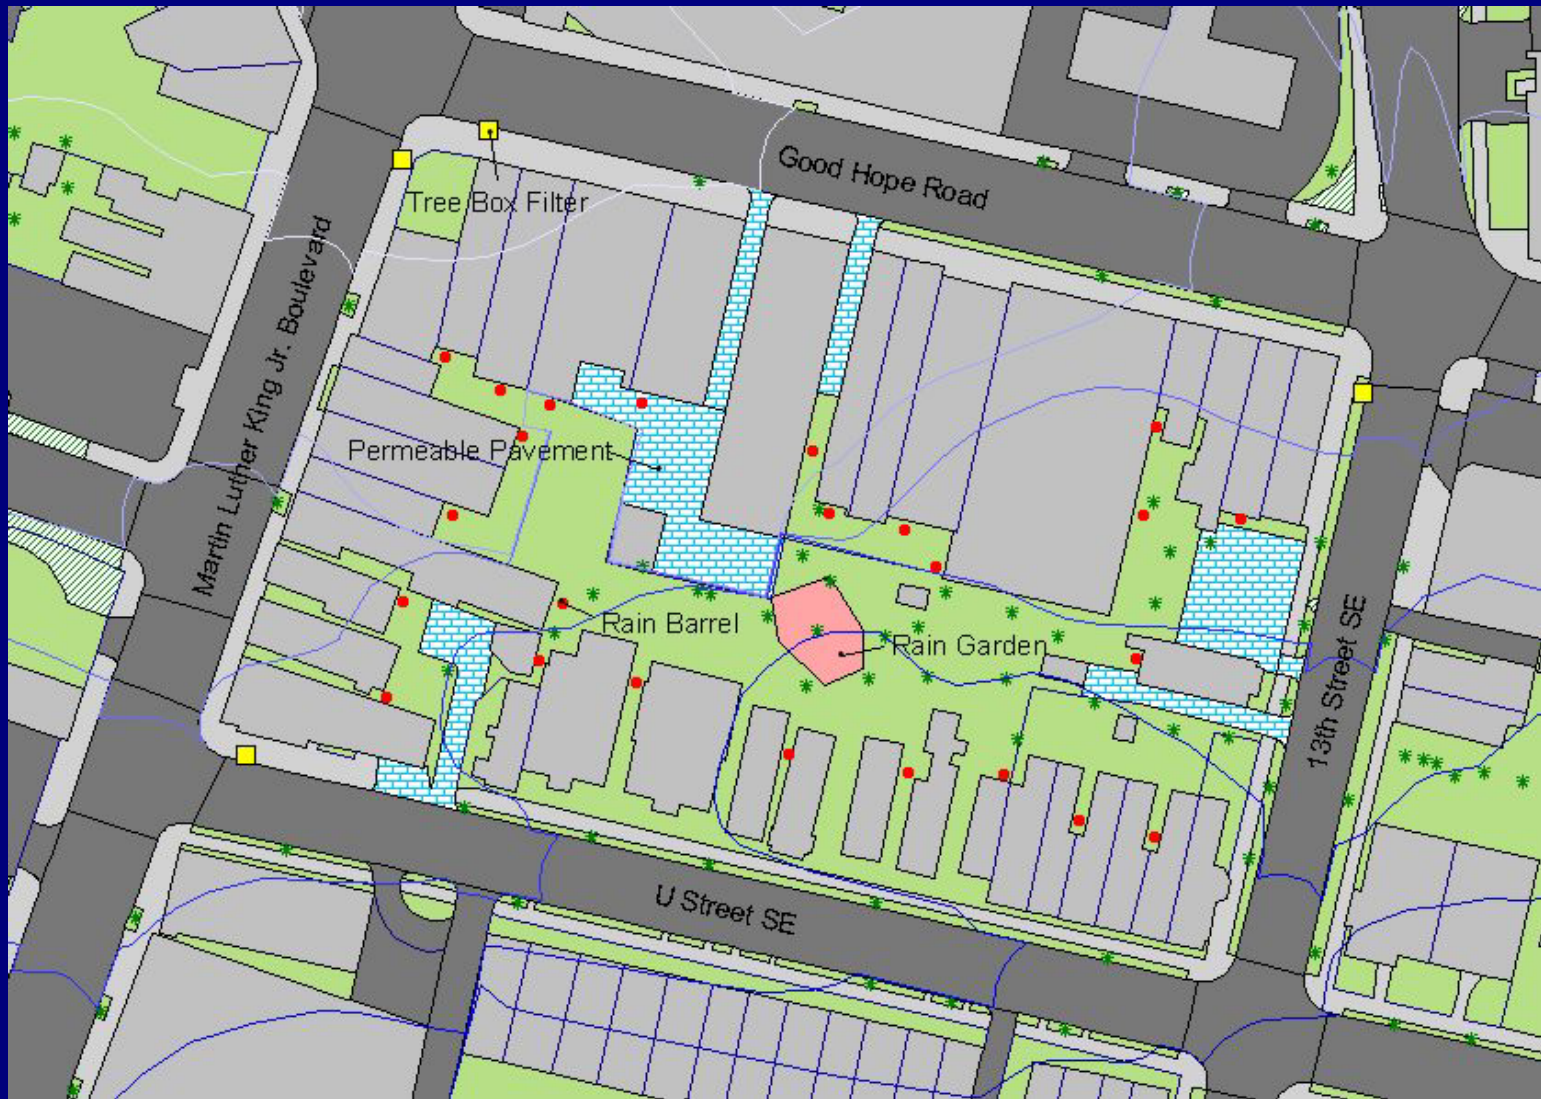 Good Hope Road
Tree Box Filter
Martin Luther King Jr. Boulevard
Permeable Pavement
Rain Barrel
Rain Garden
13th Street SE
U Street SE